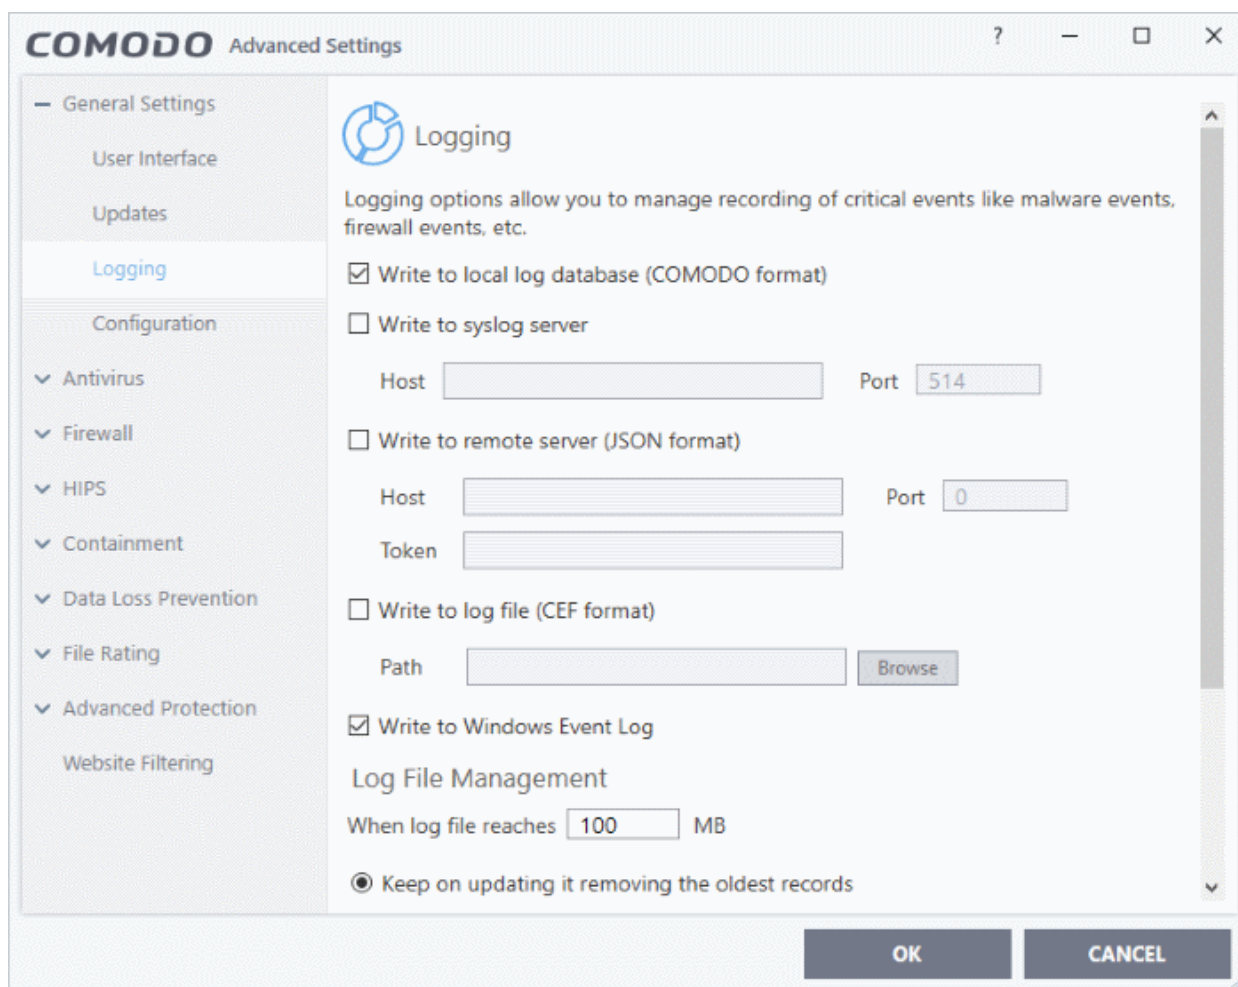 COMODO Advanced Settings ?
General Settings
User Interface
Updates
Logging
Configuration
Antivirus
Firewall
HIPS
Containment
Data Loss Prevention
File Rating
Advanced Protection
Website Filtering
Logging
Logging options allow you to manage recording of critical events like malware events,
firewall events, etc.
Write to local log database (COMODO format)
Write to syslog server
Host Port 514
Write to remote server (JSON format)
Host Port 0
Token
Write to log file (CEF format)
Path Browse
Write to Windows Event Log
Log File Management
When log file reaches 100 MB
Keep on updating it removing the oldest records
OK CANCEL